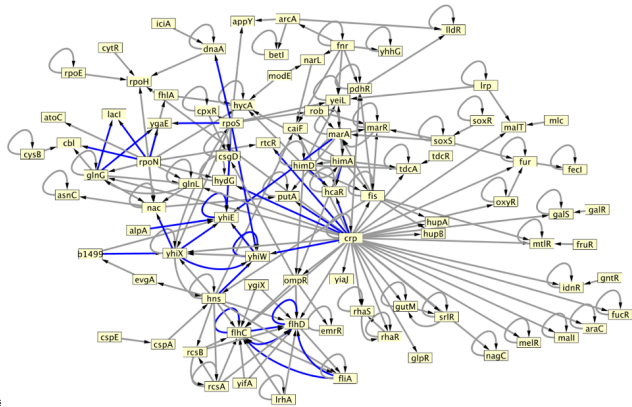 iciA
appY
arcA
lldR
cytR
dnaA
betI
fnr
yhhG
rpoE
rpoH
modE
narL
fhlA
pdhR
lrp
hycA
yeiL
atoC
lacI
cpxR
rob
ygaE
rpoS
caiF
marA
marR
soxR
malT
mlc
cbl
rpoN
rtcR
soxS
cysB
csgD
himD
himA
tdcR
fur
fecI
glnG
glnL
hydG
tdcA
asnC
putA
hcaR
fis
oxyR
nac
galS
galR
yhiE
hupA
alpA
hupB
crp
mtlR
fruR
b1499
yhiX
yhiW
evgA
ygiX
ompR
yiaJ
idnR
gntR
hns
rhaS
gutM
fucR
cspE
flhC
flhD
emrR
srlR
araC
cspA
rhaR
malI
rcsB
glpR
nagC
melR
rcsA
yifA
fliA
lrhA